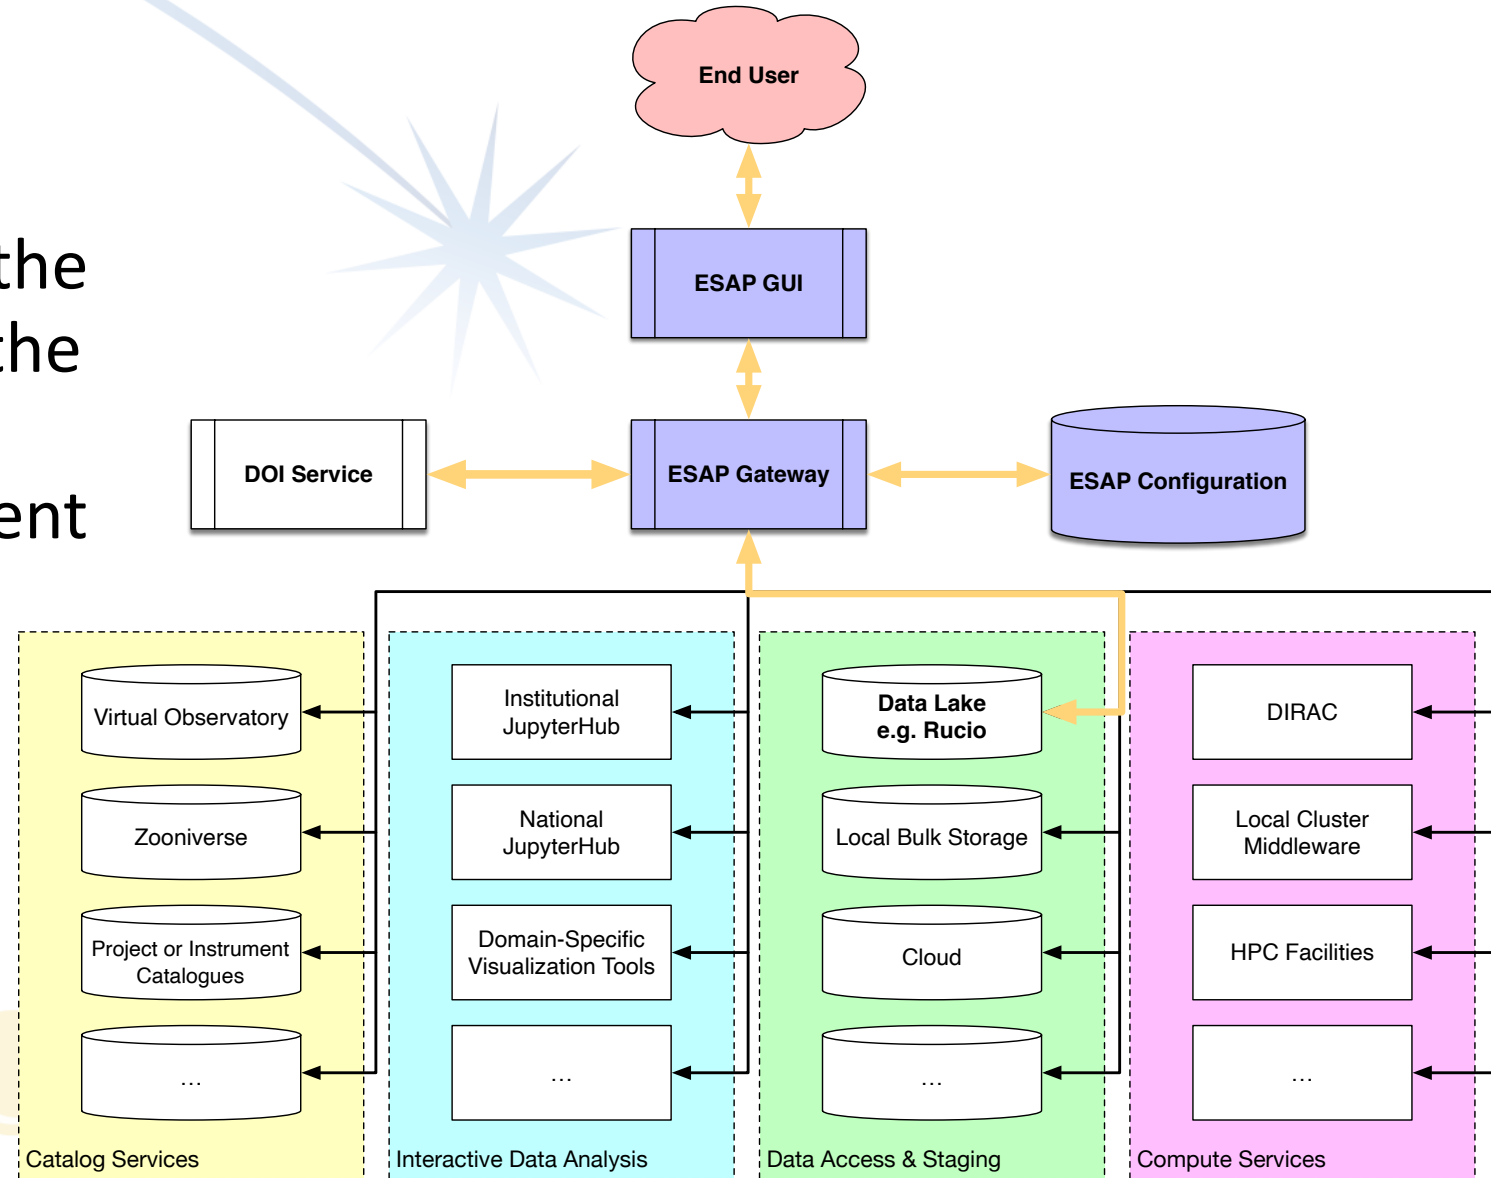 End User
the
the
ent
ESAP GUI
DOI Service
ESAP Gateway
ESAP Configuration
Virtual Observatory
Zooniverse
Project or Instrument
Catalogues
…
Catalog Services
Institutional
JupyterHub
National
JupyterHub
Domain-Specific
Visualization Tools
…
Interactive Data Analysis
Data Lake
e.g. Rucio
Local Bulk Storage
Cloud
…
Data Access & Staging
DIRAC
Local Cluster
Middleware
HPC Facilities
…
Compute Services